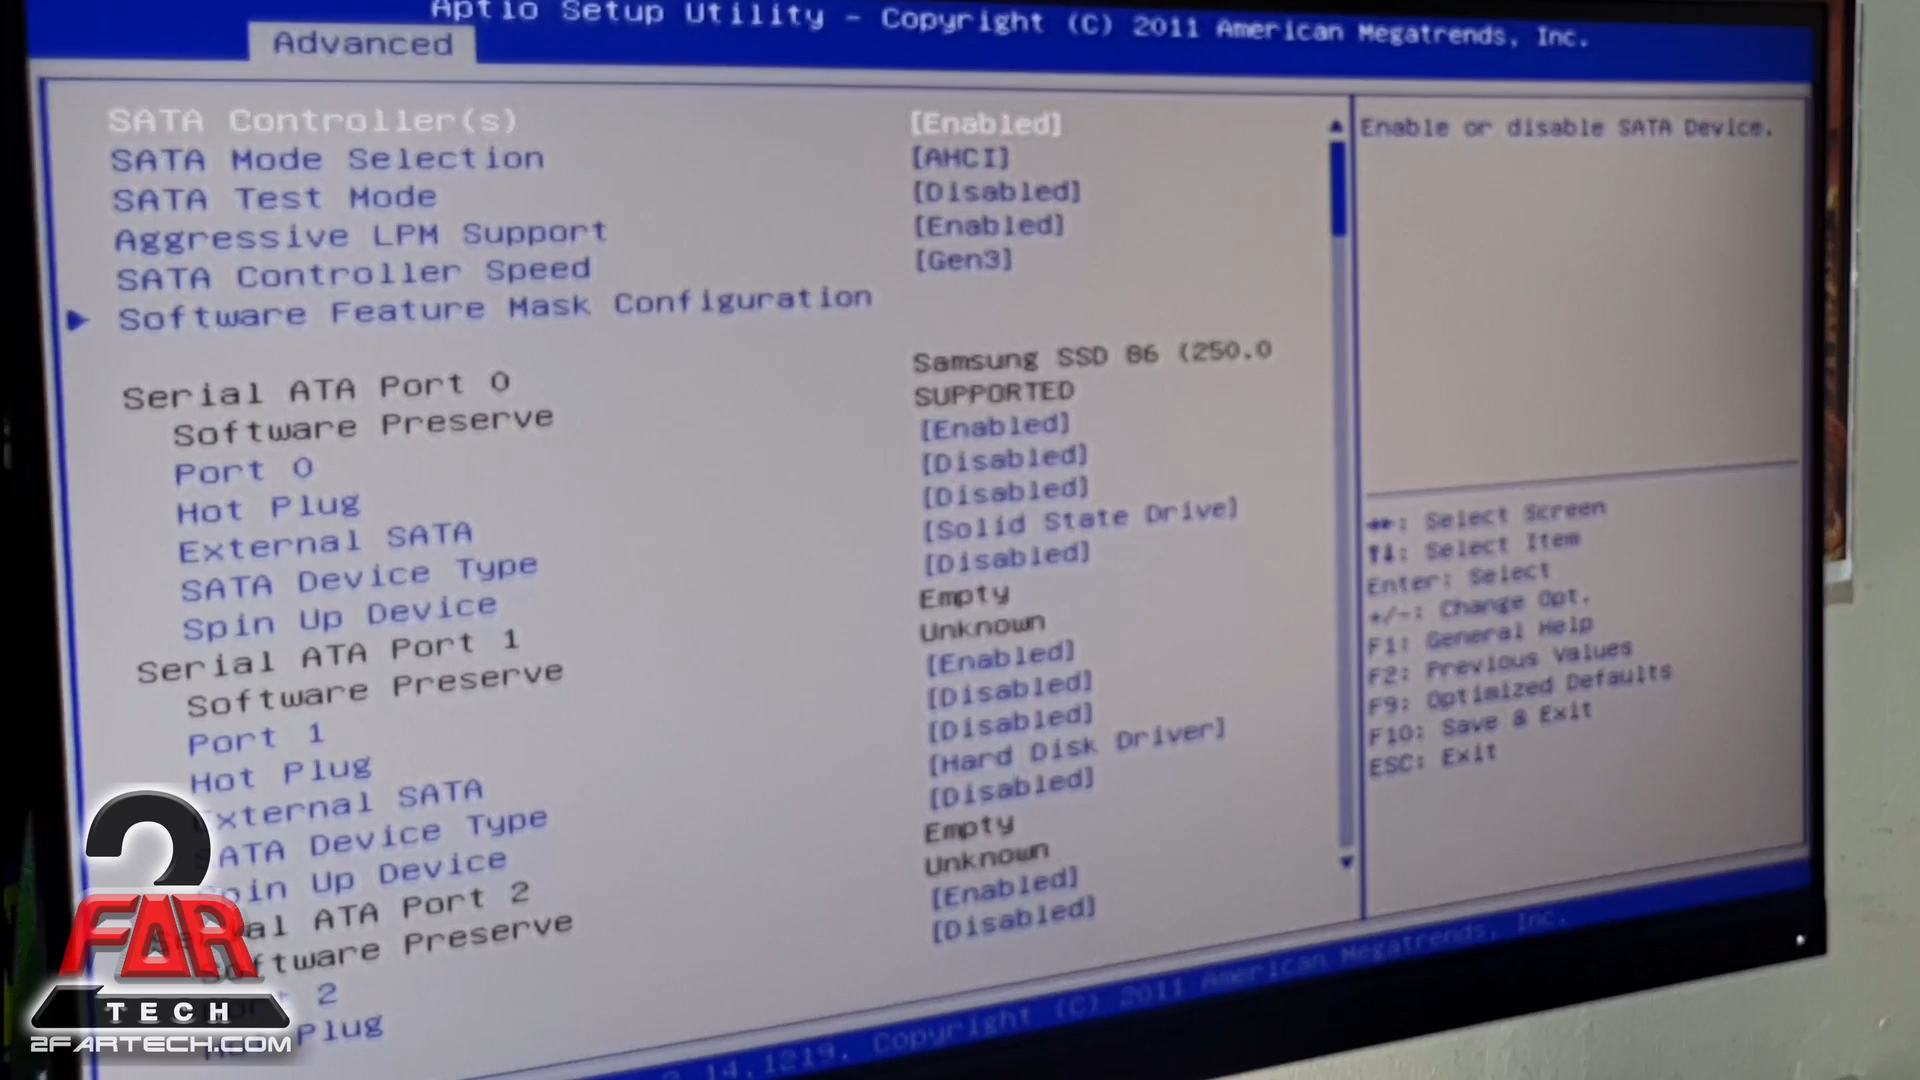 Aptio Setup Utility - Copyright (C) 2011 American Megatrends, Inc.
Advanced
SATA Controller(s) [Enabled]
SATA Mode Selection [AHCI]
SATA Test Mode [Disabled]
Aggressive LPM Support [Enabled]
SATA Controller Speed [Gen3]
Software Feature Mask Configuration
Serial ATA Port 0 Samsung SSD 86 (250.0
Software Preserve SUPPORTED
Port 0 [Enabled]
Hot Plug [Disabled]
External SATA [Disabled]
SATA Device Type [Solid State Drive]
Spin Up Device [Disabled]
Serial ATA Port 1 Empty
Software Preserve Unknown
Port 1 [Enabled]
Hot Plug [Disabled]
External SATA [Disabled]
SATA Device Type [Hard Disk Driver]
Spin Up Device [Disabled]
Serial ATA Port 2 Empty
Software Preserve Unknown
Port 2 [Enabled]
Hot Plug [Disabled]
Enable or disable SATA Device.
→←: Select Screen
↑↓: Select Item
Enter: Select
+/-: Change Opt.
F1: General Help
F2: Previous Values
F9: Optimized Defaults
F10: Save & Exit
ESC: Exit
14.1219. Copyright (C) 2011 American Megatrends, Inc.
2
FAR
TECH
2FARTECH.COM